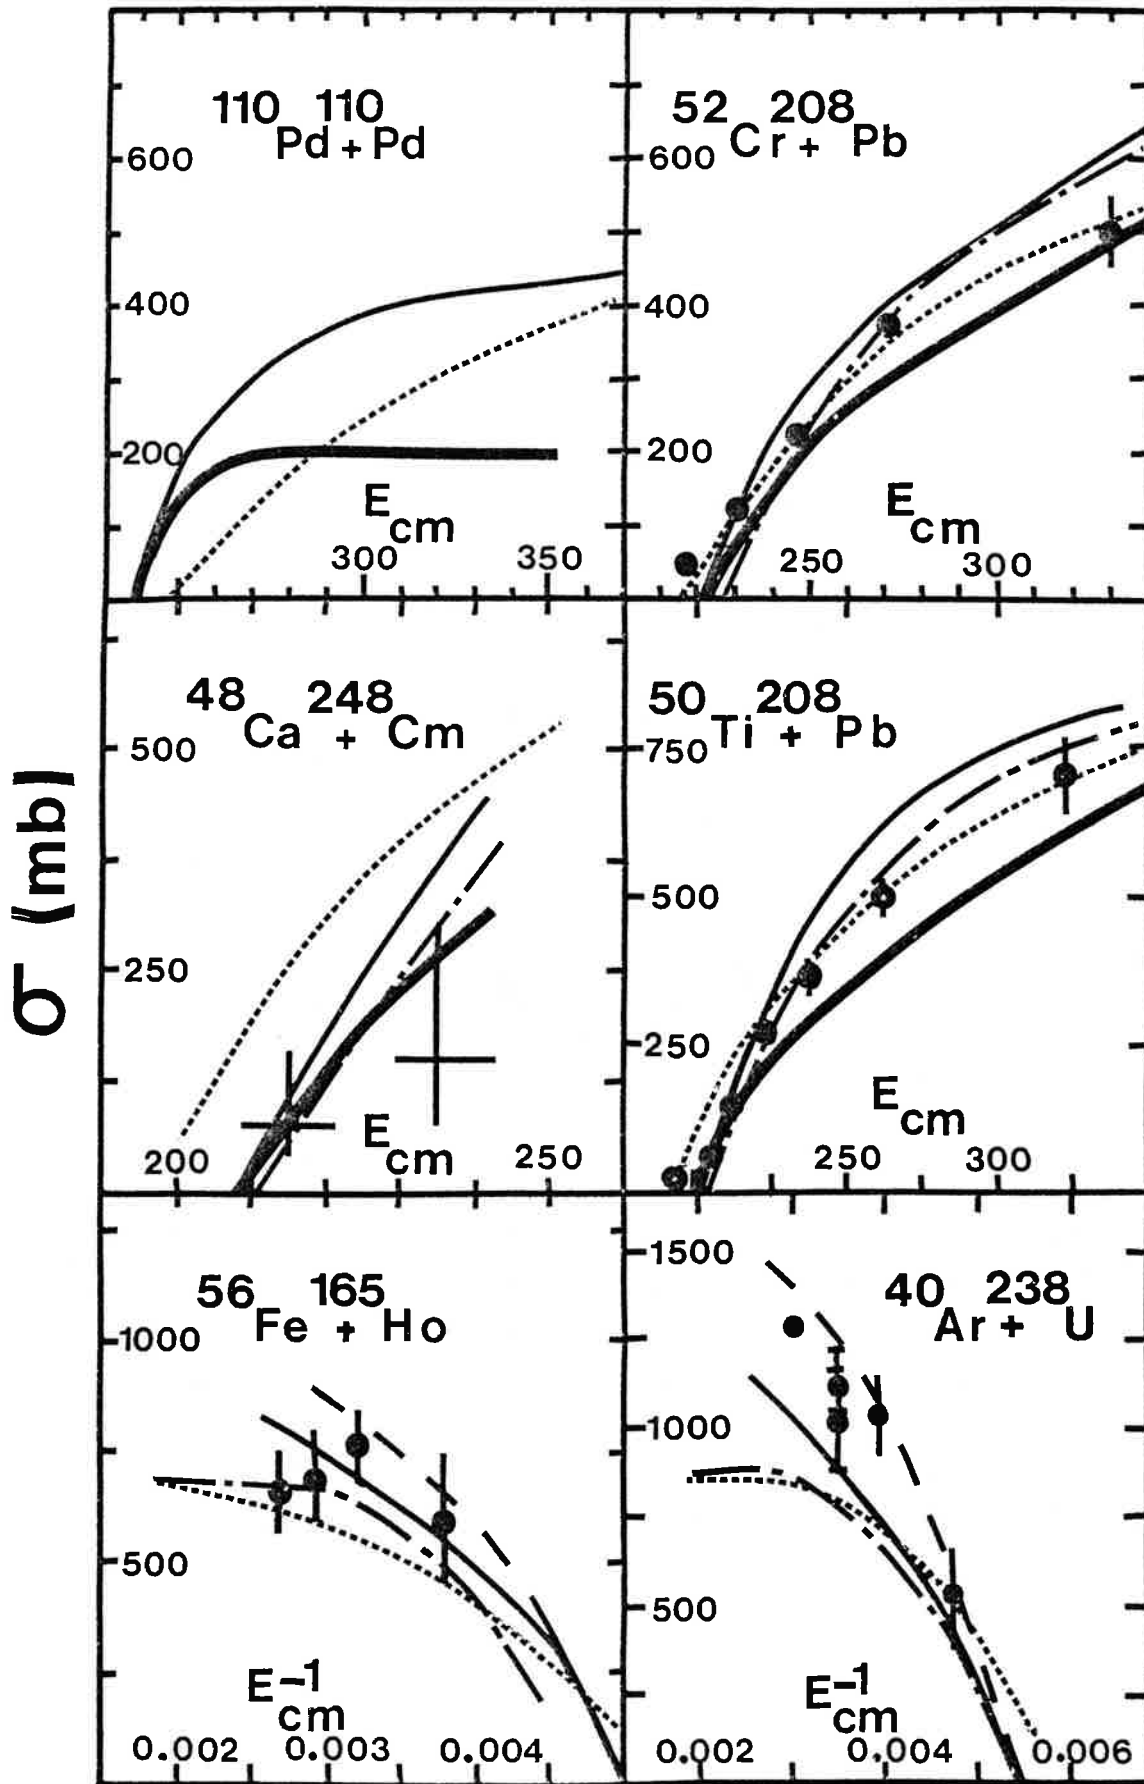 σ (mb)
110 110
Pd + Pd
600
400
200
E cm
300 350
52 208
Cr + Pb
600
400
200
E cm
250 300
48 248
Ca + Cm
500
250
E cm
200 250
50 208
Ti + Pb
750
500
250
E cm
250 300
56 165
Fe + Ho
1000
500
E⁻¹ cm
0.002 0.003 0.004
40 238
Ar + U
1500
1000
500
E⁻¹ cm
0.002 0.004 0.006